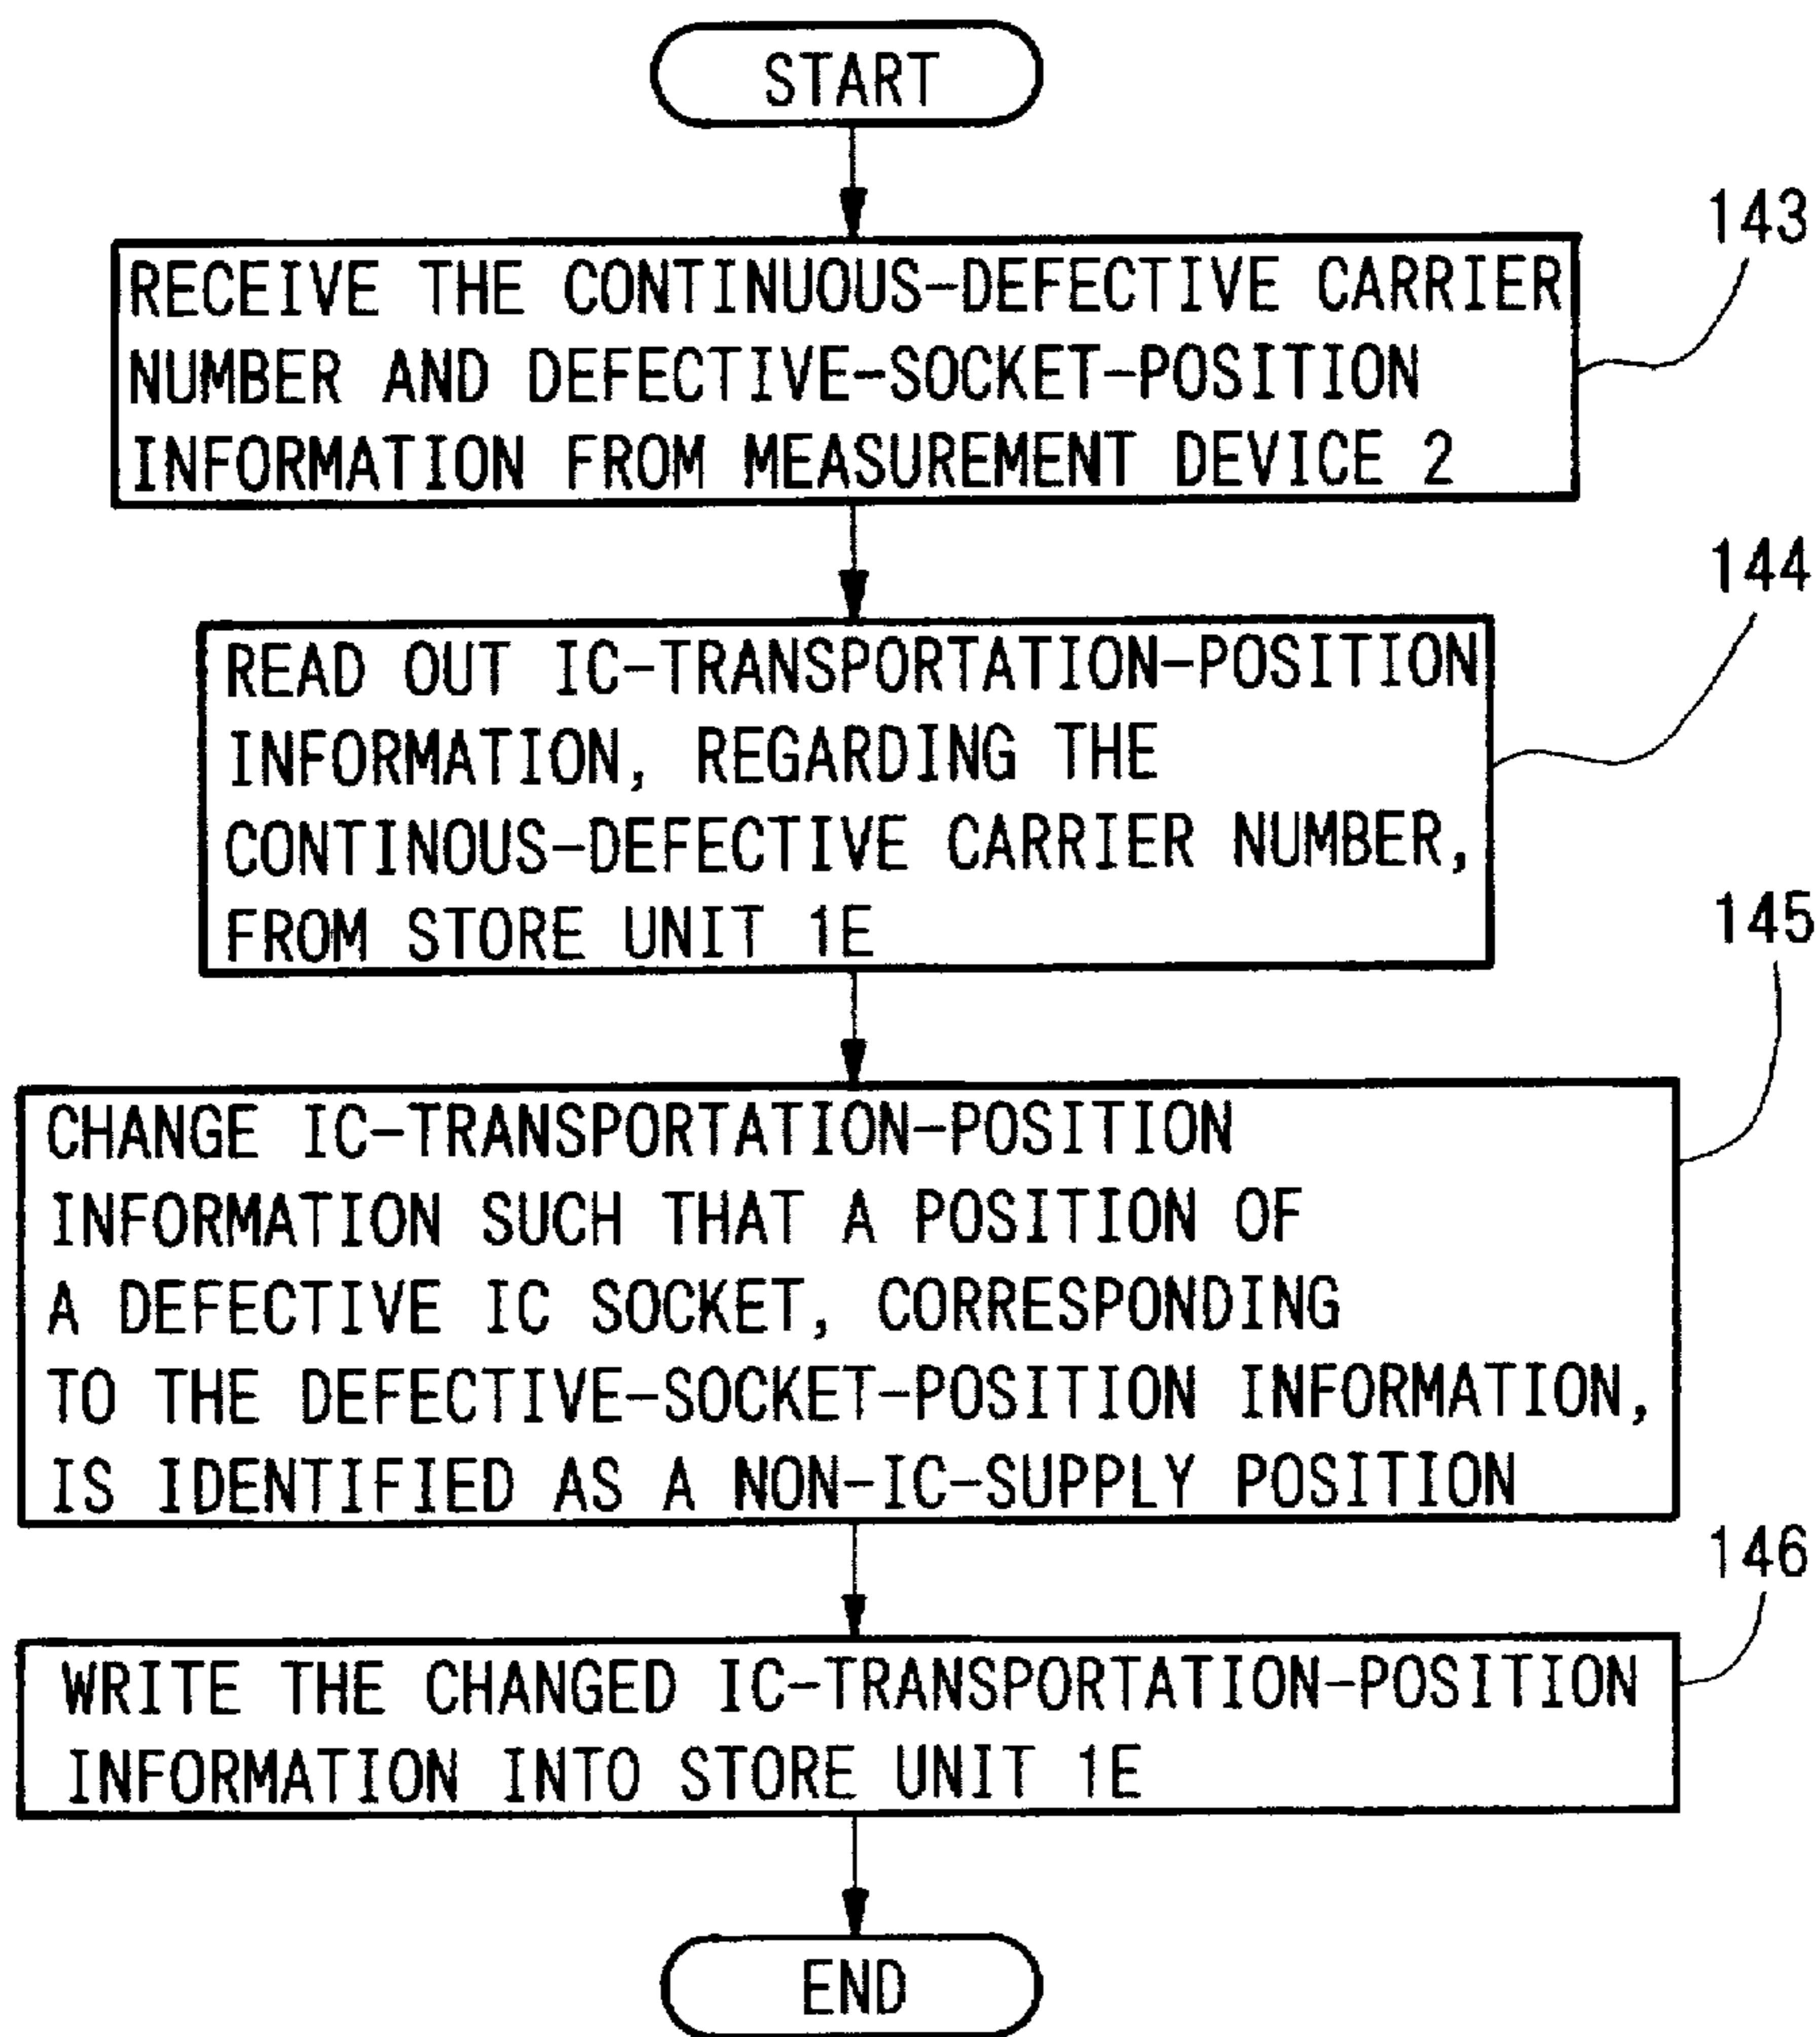 START
143
RECEIVE THE CONTINUOUS-DEFECTIVE CARRIER
NUMBER AND DEFECTIVE-SOCKET-POSITION
INFORMATION FROM MEASUREMENT DEVICE 2
144
READ OUT IC-TRANSPORTATION-POSITION
INFORMATION, REGARDING THE
CONTINOUS-DEFECTIVE CARRIER NUMBER,
FROM STORE UNIT 1E
145
CHANGE IC-TRANSPORTATION-POSITION
INFORMATION SUCH THAT A POSITION OF
A DEFECTIVE IC SOCKET, CORRESPONDING
TO THE DEFECTIVE-SOCKET-POSITION INFORMATION,
IS IDENTIFIED AS A NON-IC-SUPPLY POSITION
146
WRITE THE CHANGED IC-TRANSPORTATION-POSITION
INFORMATION INTO STORE UNIT 1E
END